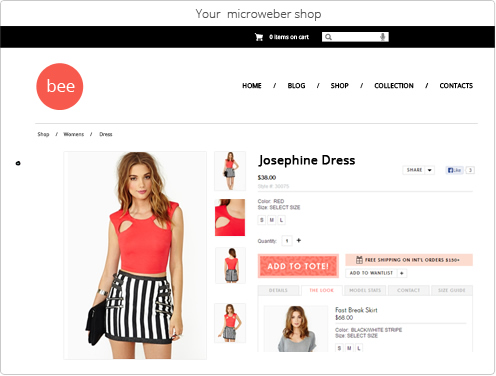 Your microweber shop
0 items on cart
bee
HOME / BLOG / SHOP / COLLECTION / CONTACTS
Shop / Womens / Dress
Josephine Dress
SHARE
Like 3
$38.00
Color: RED
Size: SELECT SIZE
S M L
Quantity: 1 +
ADD TO TOTE!
FREE SHIPPING ON INT'L ORDERS $150+
ADD TO WANTLIST +
DETAILS THE LOOK MODEL STATS CONTACT SIZE GUIDE
Fast Break Skirt
$68.00
Color: BLACK/WHITE STRIPE
Size: SELECT SIZE
S M L